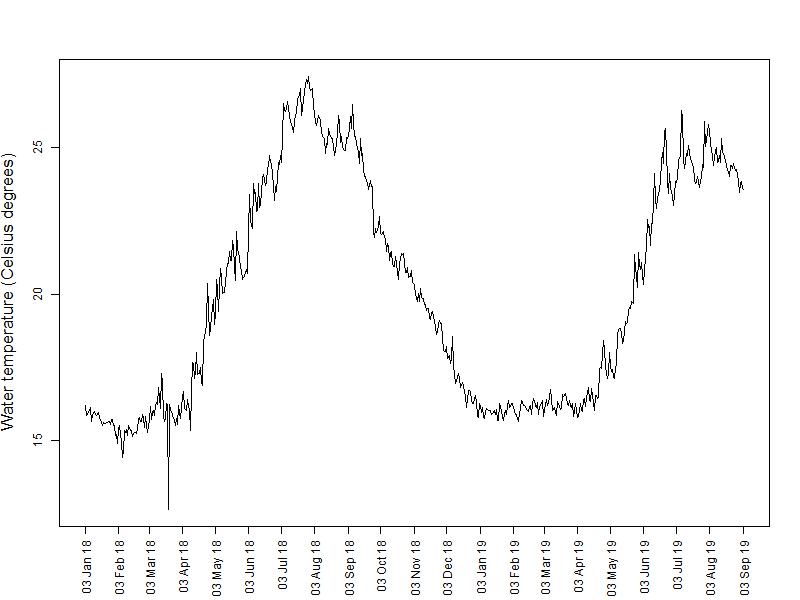 Water temperature (Celsius degrees)
25
20
15
03 Jan 18
03 Feb 18
03 Mar 18
03 Apr 18
03 May 18
03 Jun 18
03 Jul 18
03 Aug 18
03 Sep 18
03 Oct 18
03 Nov 18
03 Dec 18
03 Jan 19
03 Feb 19
03 Mar 19
03 Apr 19
03 May 19
03 Jun 19
03 Jul 19
03 Aug 19
03 Sep 19